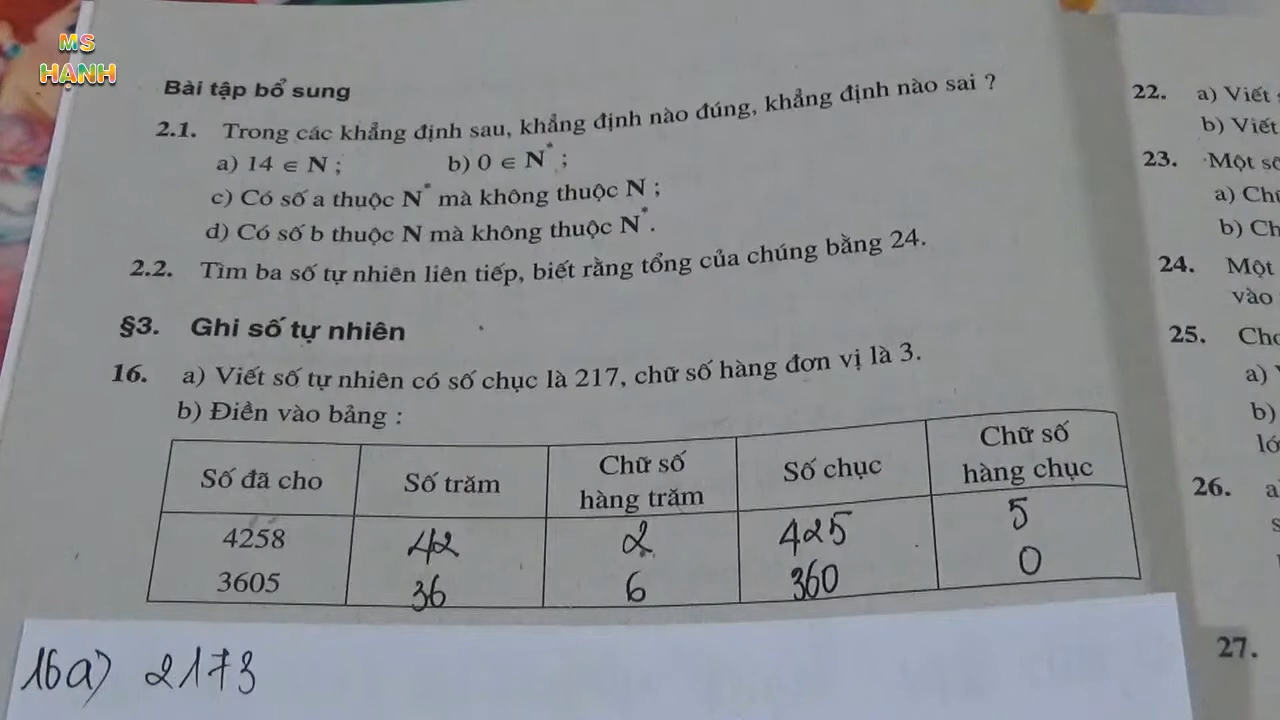 MS
HẠNH
Bài tập bổ sung
2.1. Trong các khẳng định sau, khẳng định nào đúng, khẳng định nào sai ?
a) 14 ∈ N ; b) 0 ∈ N* ;
c) Có số a thuộc N* mà không thuộc N ;
d) Có số b thuộc N mà không thuộc N*.
2.2. Tìm ba số tự nhiên liên tiếp, biết rằng tổng của chúng bằng 24.
§3. Ghi số tự nhiên
16. a) Viết số tự nhiên có số chục là 217, chữ số hàng đơn vị là 3.
b) Điền vào bảng :
Số đã cho Số trăm Chữ số hàng trăm Số chục Chữ số hàng chục
4258 42 2 425 5
3605 36 6 360 0
16a) 2173
22. a) Viết
b) Viết
23. Một số
a)
b)
24. Một
vào
25.
a)
b)
26. a
27.